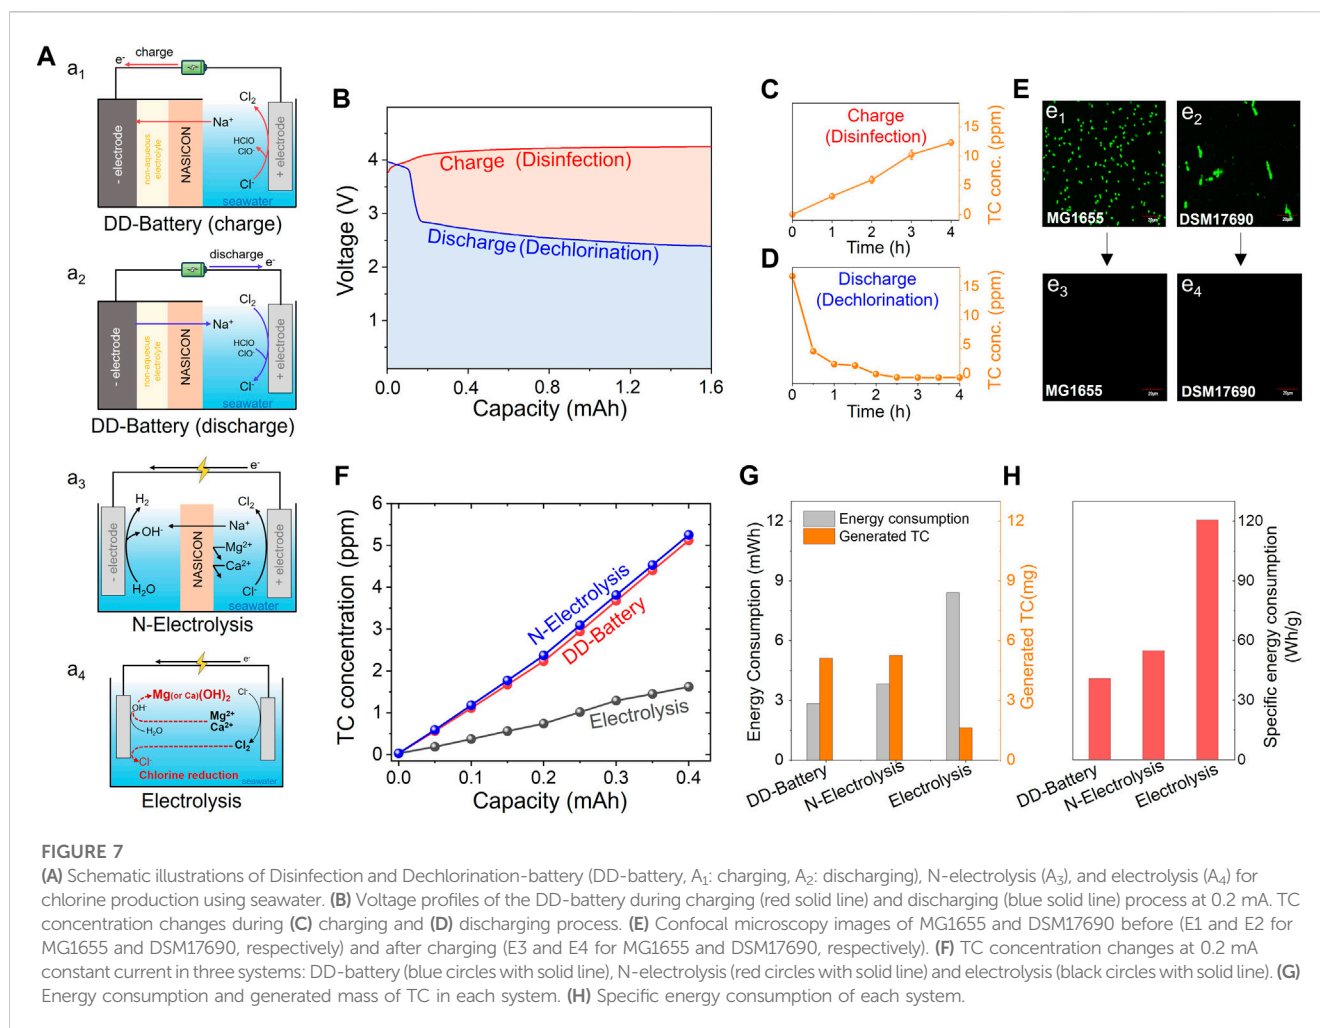 A
a1
charge
e-
Cl2
Na+
HClO
ClO-
Cl-
- electrode
non-aqueous
electrolyte
NASICON
+ electrode
seawater
DD-Battery (charge)
a2
discharge
e-
Cl2
Na+
HClO
ClO-
Cl-
- electrode
non-aqueous
electrolyte
NASICON
+ electrode
seawater
DD-Battery (discharge)
a3
e-
H2
Cl2
OH-
Na+
Mg2+
Ca2+
H2O
Cl-
- electrode
NASICON
+ electrode
seawater
N-Electrolysis
a4
e-
Cl-
Mg(or Ca)(OH)2
OH-
Mg2+
Ca2+
H2O
Cl2
Cl-
Chlorine reduction
seawater
Electrolysis
B
Voltage (V)
4
3
2
1
Charge (Disinfection)
Discharge (Dechlorination)
0.0 0.4 0.8 1.2 1.6
Capacity (mAh)
C
Charge
(Disinfection)
15
10
5
0
TC conc. (ppm)
0 1 2 3 4
Time (h)
D
Discharge
(Dechlorination)
15
10
5
0
TC conc. (ppm)
0 1 2 3 4
Time (h)
E
e1
MG1655
20μm
e2
DSM17690
20μm
e3
MG1655
20μm
e4
DSM17690
20μm
F
TC concentration (ppm)
6
5
4
3
2
1
0
N-Electrolysis
DD-Battery
Electrolysis
0.0 0.1 0.2 0.3 0.4
Capacity (mAh)
G
Energy Consumption (mWh)
12
9
6
3
0
Energy consumption
Generated TC
12
9
6
3
0
Generated TC(mg)
DD-Battery
N-Electrolysis
Electrolysis
H
120
90
60
30
0
Specific energy consumption
(Wh/g)
DD-Battery
N-Electrolysis
Electrolysis
FIGURE 7
(A) Schematic illustrations of Disinfection and Dechlorination-battery (DD-battery, A1: charging, A2: discharging), N-electrolysis (A3), and electrolysis (A4) for
chlorine production using seawater. (B) Voltage profiles of the DD-battery during charging (red solid line) and discharging (blue solid line) process at 0.2 mA. TC
concentration changes during (C) charging and (D) discharging process. (E) Confocal microscopy images of MG1655 and DSM17690 before (E1 and E2 for
MG1655 and DSM17690, respectively) and after charging (E3 and E4 for MG1655 and DSM17690, respectively). (F) TC concentration changes at 0.2 mA
constant current in three systems: DD-battery (blue circles with solid line), N-electrolysis (red circles with solid line) and electrolysis (black circles with solid line). (G)
Energy consumption and generated mass of TC in each system. (H) Specific energy consumption of each system.